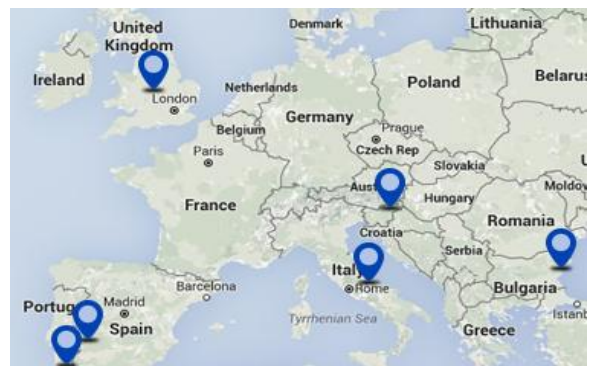 Denmark
Lithuania
United
Kingdom
Ireland
Poland
Belarus
Netherlands
London
Germany
Belgium
Prague
Czech Rep
Paris
Slovakia
Aust
Moldov
France
Hungary
Romania
Croatia
Serbia
Italy
Barcelona
Rome
Bulgaria
Portug
Madrid
Spain
Tyrrhenian Sea
Istanb
Greece